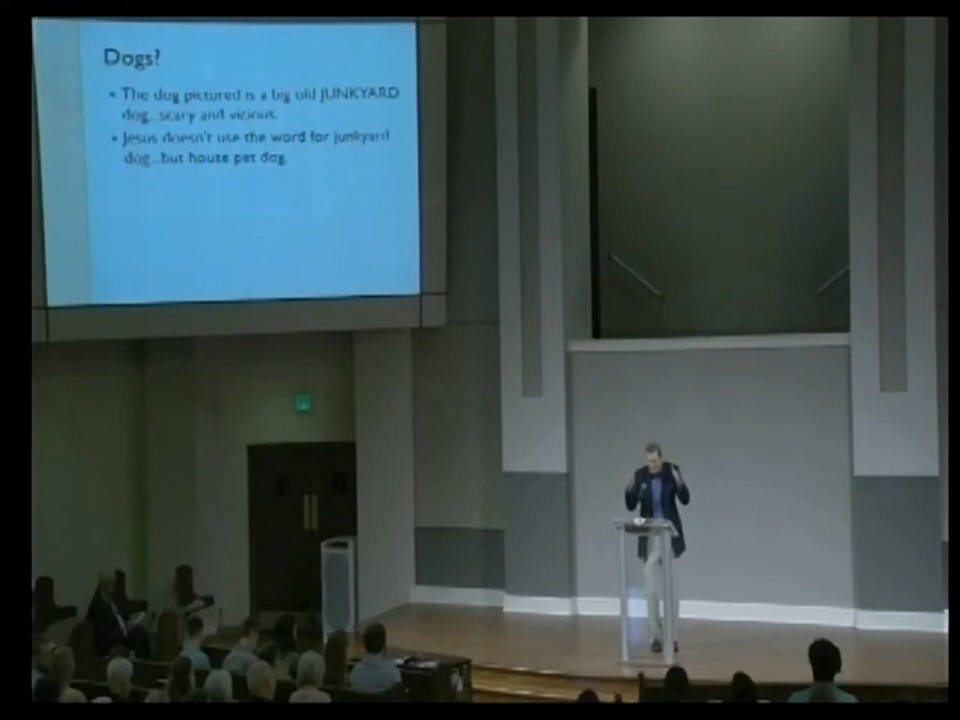 Dogs?
• The dog pictured is a big old JUNKYARD
dog...scary and vicious.
• Jesus doesn't use the word for junkyard
dog...but house pet dog.